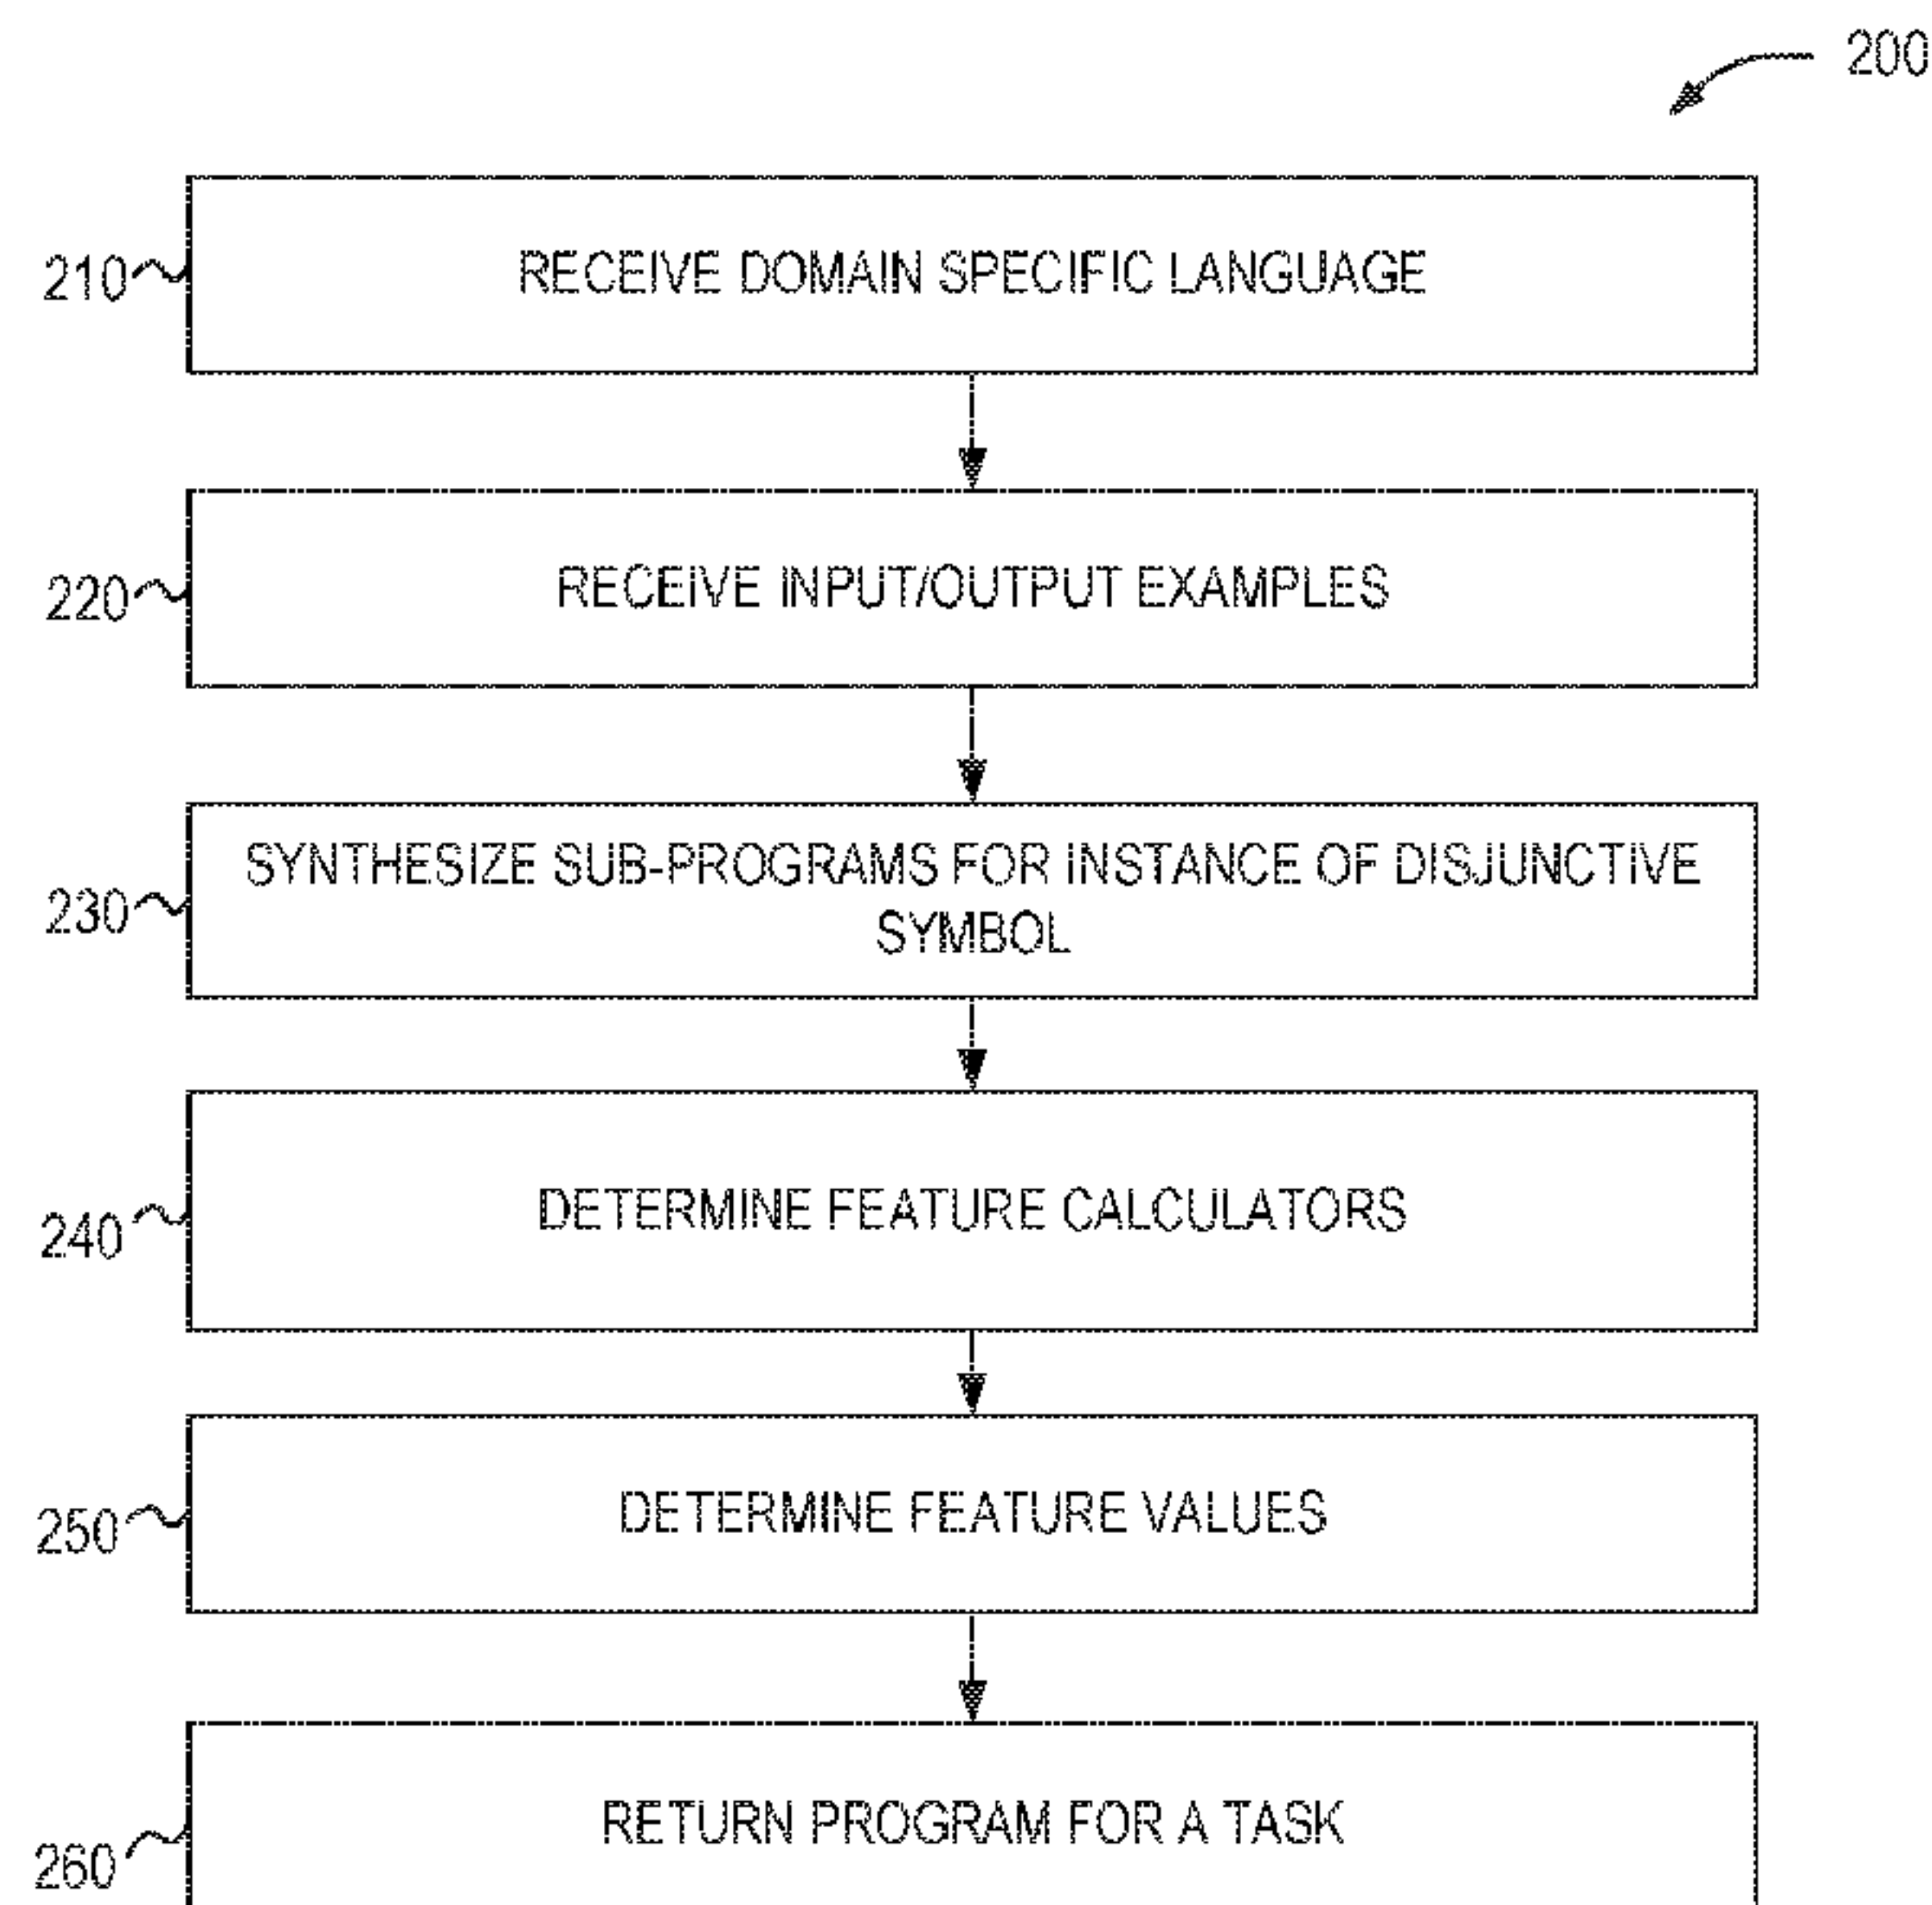 200
210
RECEIVE DOMAIN SPECIFIC LANGUAGE
220
RECEIVE INPUT/OUTPUT EXAMPLES
230
SYNTHESIZE SUB-PROGRAMS FOR INSTANCE OF DISJUNCTIVE
SYMBOL
240
DETERMINE FEATURE CALCULATORS
250
DETERMINE FEATURE VALUES
260
RETURN PROGRAM FOR A TASK